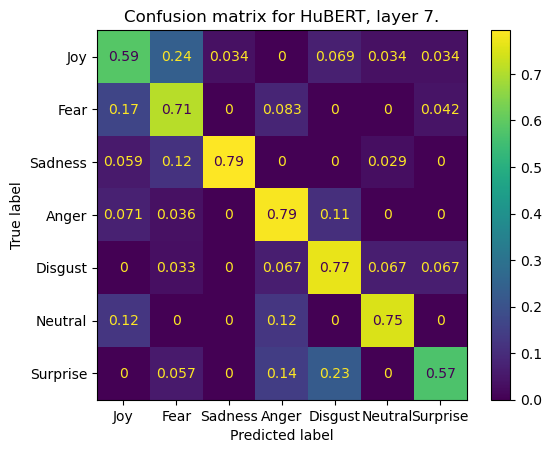 Confusion matrix for HuBERT, layer 7.
True label
Joy 0.59 0.24 0.034 0 0.069 0.034 0.034
Fear 0.17 0.71 0 0.083 0 0 0.042
Sadness 0.059 0.12 0.79 0 0 0.029 0
Anger 0.071 0.036 0 0.79 0.11 0 0
Disgust 0 0.033 0 0.067 0.77 0.067 0.067
Neutral 0.12 0 0 0.12 0 0.75 0
Surprise 0 0.057 0 0.14 0.23 0 0.57
Joy Fear Sadness Anger Disgust Neutral Surprise
Predicted label
0.7
0.6
0.5
0.4
0.3
0.2
0.1
0.0